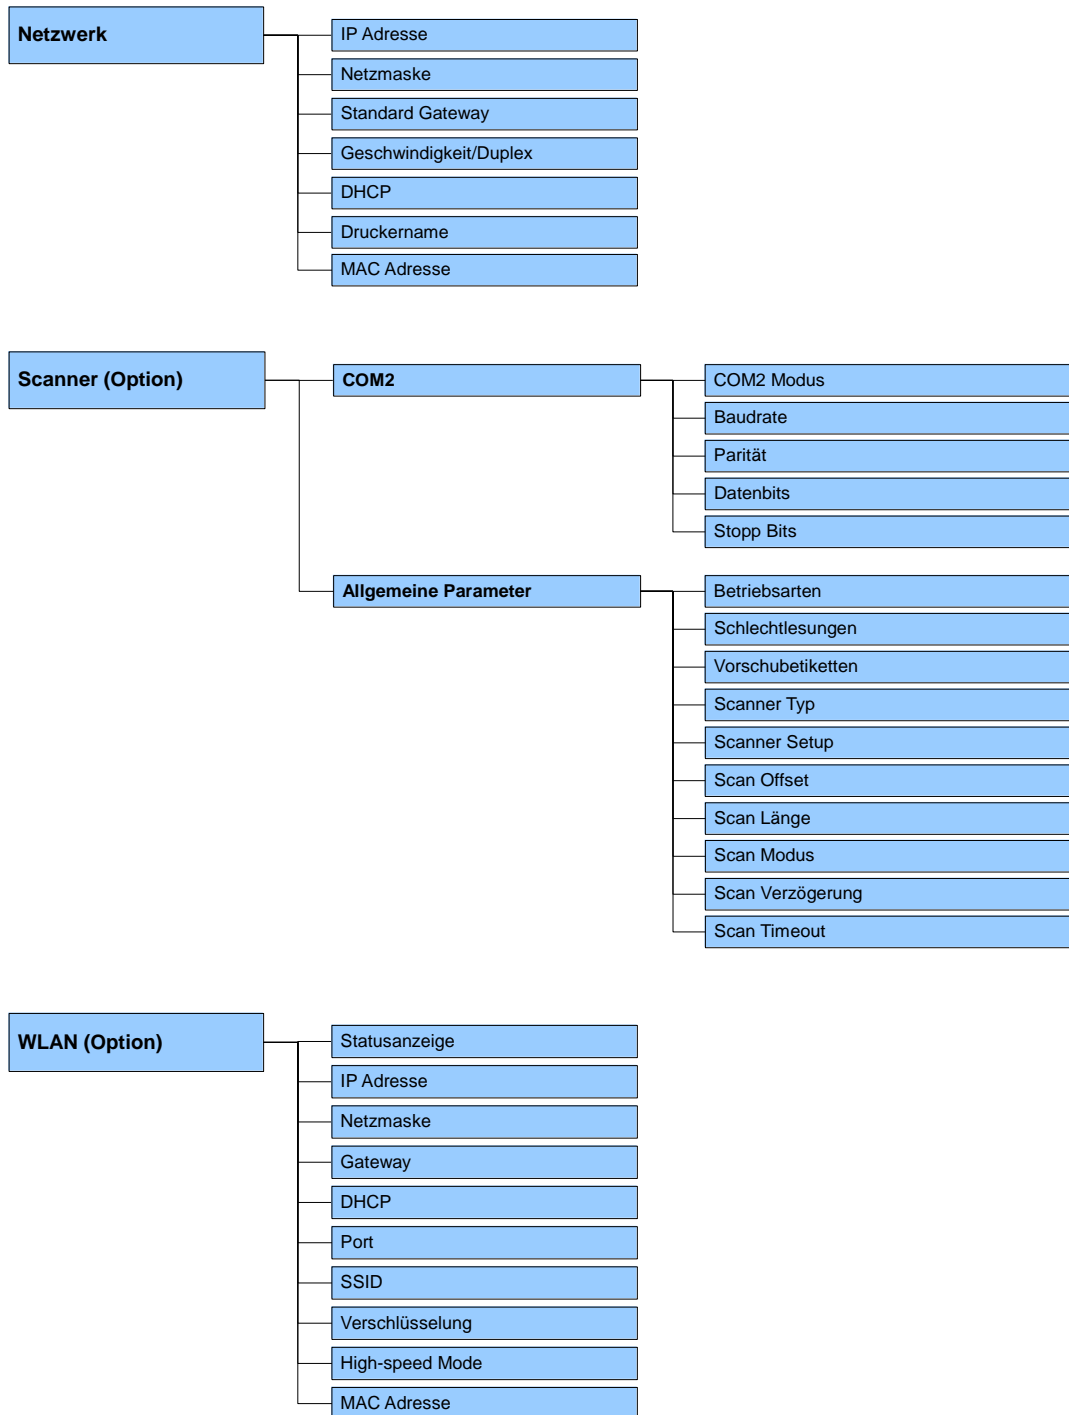 Netzwerk
IP Adresse
Netzmaske
Standard Gateway
Geschwindigkeit/Duplex
DHCP
Druckername
MAC Adresse
Scanner (Option)
COM2
COM2 Modus
Baudrate
Parität
Datenbits
Stopp Bits
Allgemeine Parameter
Betriebsarten
Schlechtlesungen
Vorschubetiketten
Scanner Typ
Scanner Setup
Scan Offset
Scan Länge
Scan Modus
Scan Verzögerung
Scan Timeout
WLAN (Option)
Statusanzeige
IP Adresse
Netzmaske
Gateway
DHCP
Port
SSID
Verschlüsselung
High-speed Mode
MAC Adresse